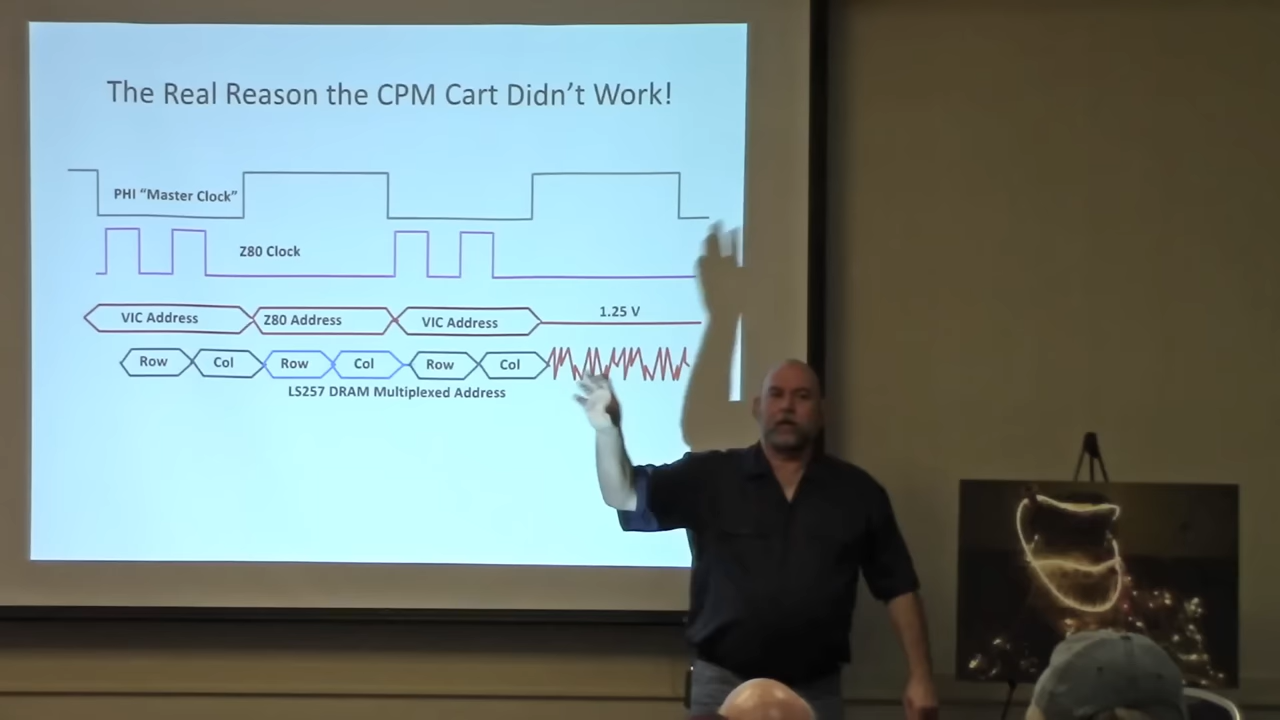 The Real Reason the CPM Cart Didn't Work!
PHI “Master Clock”
Z80 Clock
1.25 V
VIC Address Z80 Address VIC Address
Row Col Row Col Row Col
LS257 DRAM Multiplexed Address